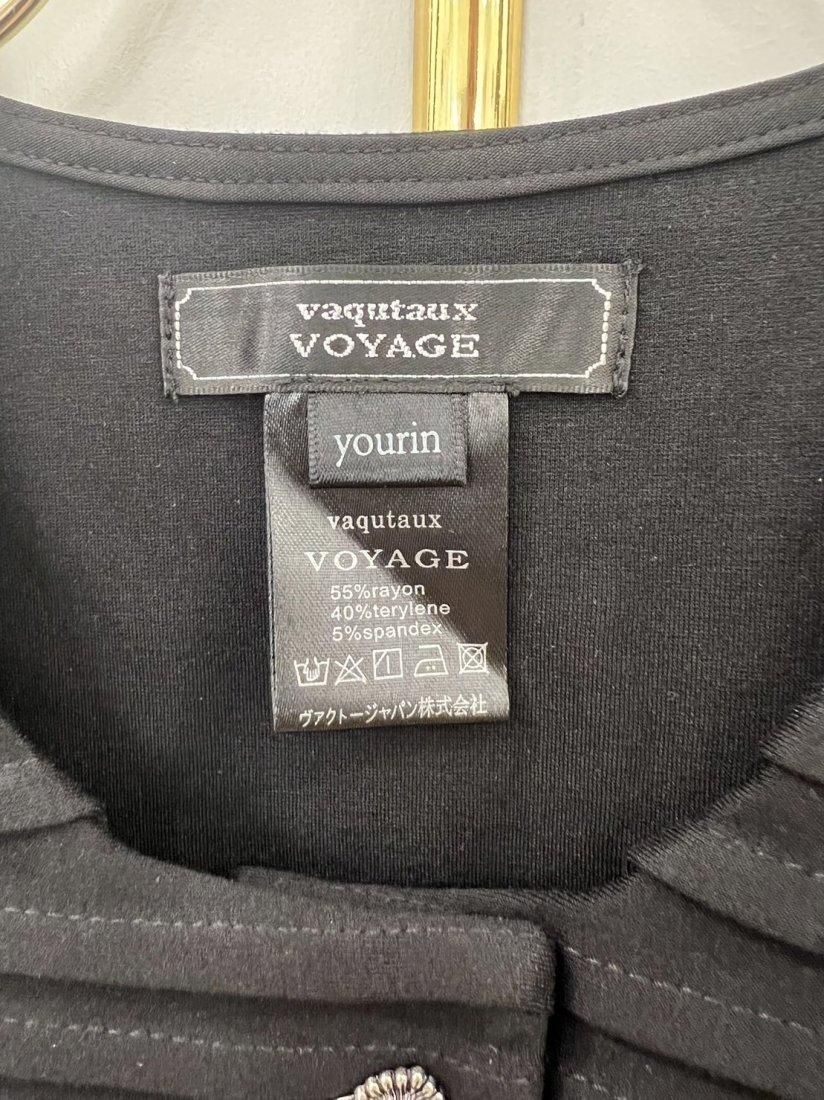 vaqutaux
VOYAGE
yourin
vaqutaux
VOYAGE
55%rayon
40%terylene
5%spandex
ヴァクトージャパン株式会社